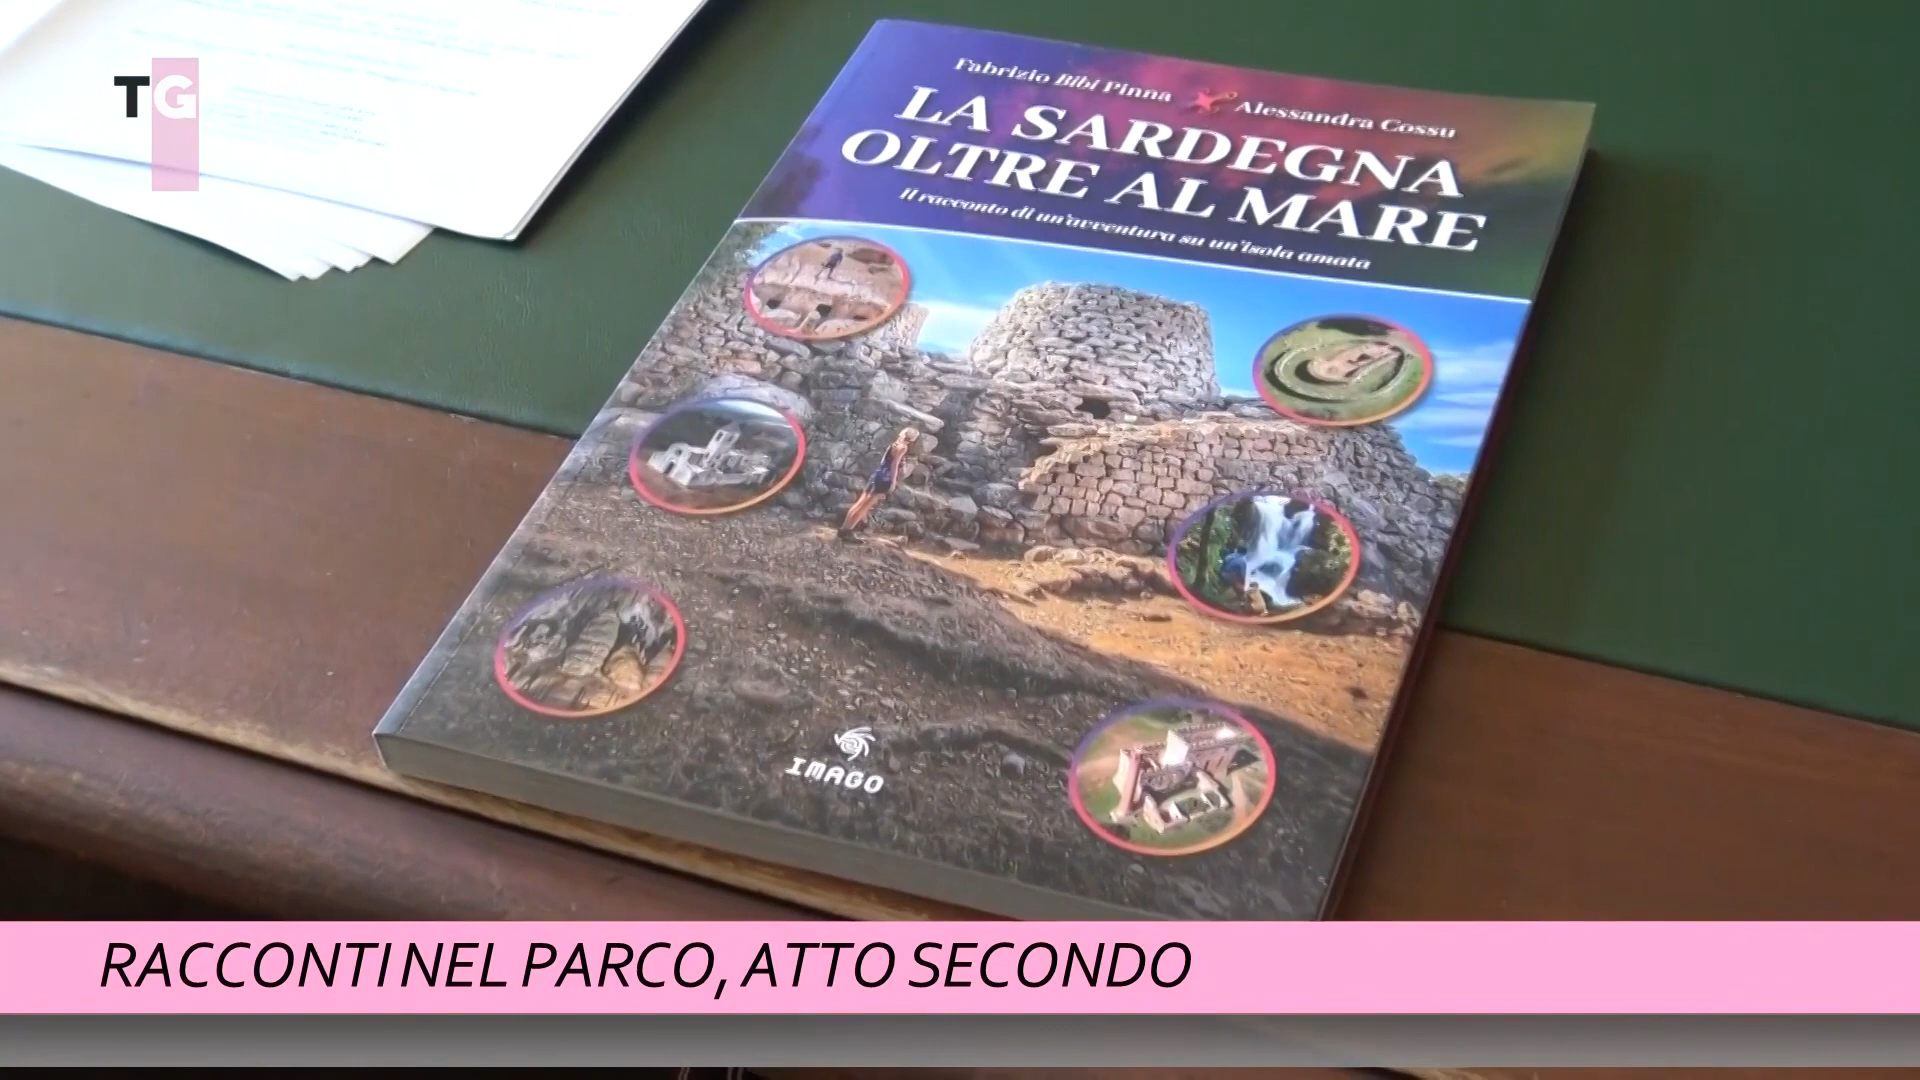 TG
Fabrizio Bibi Pinna Alessandra Cossu
LA SARDEGNA
OLTRE AL MARE
Il racconto di un'avventura su un'isola amata
IMAGO
RACCONTI NEL PARCO, ATTO SECONDO